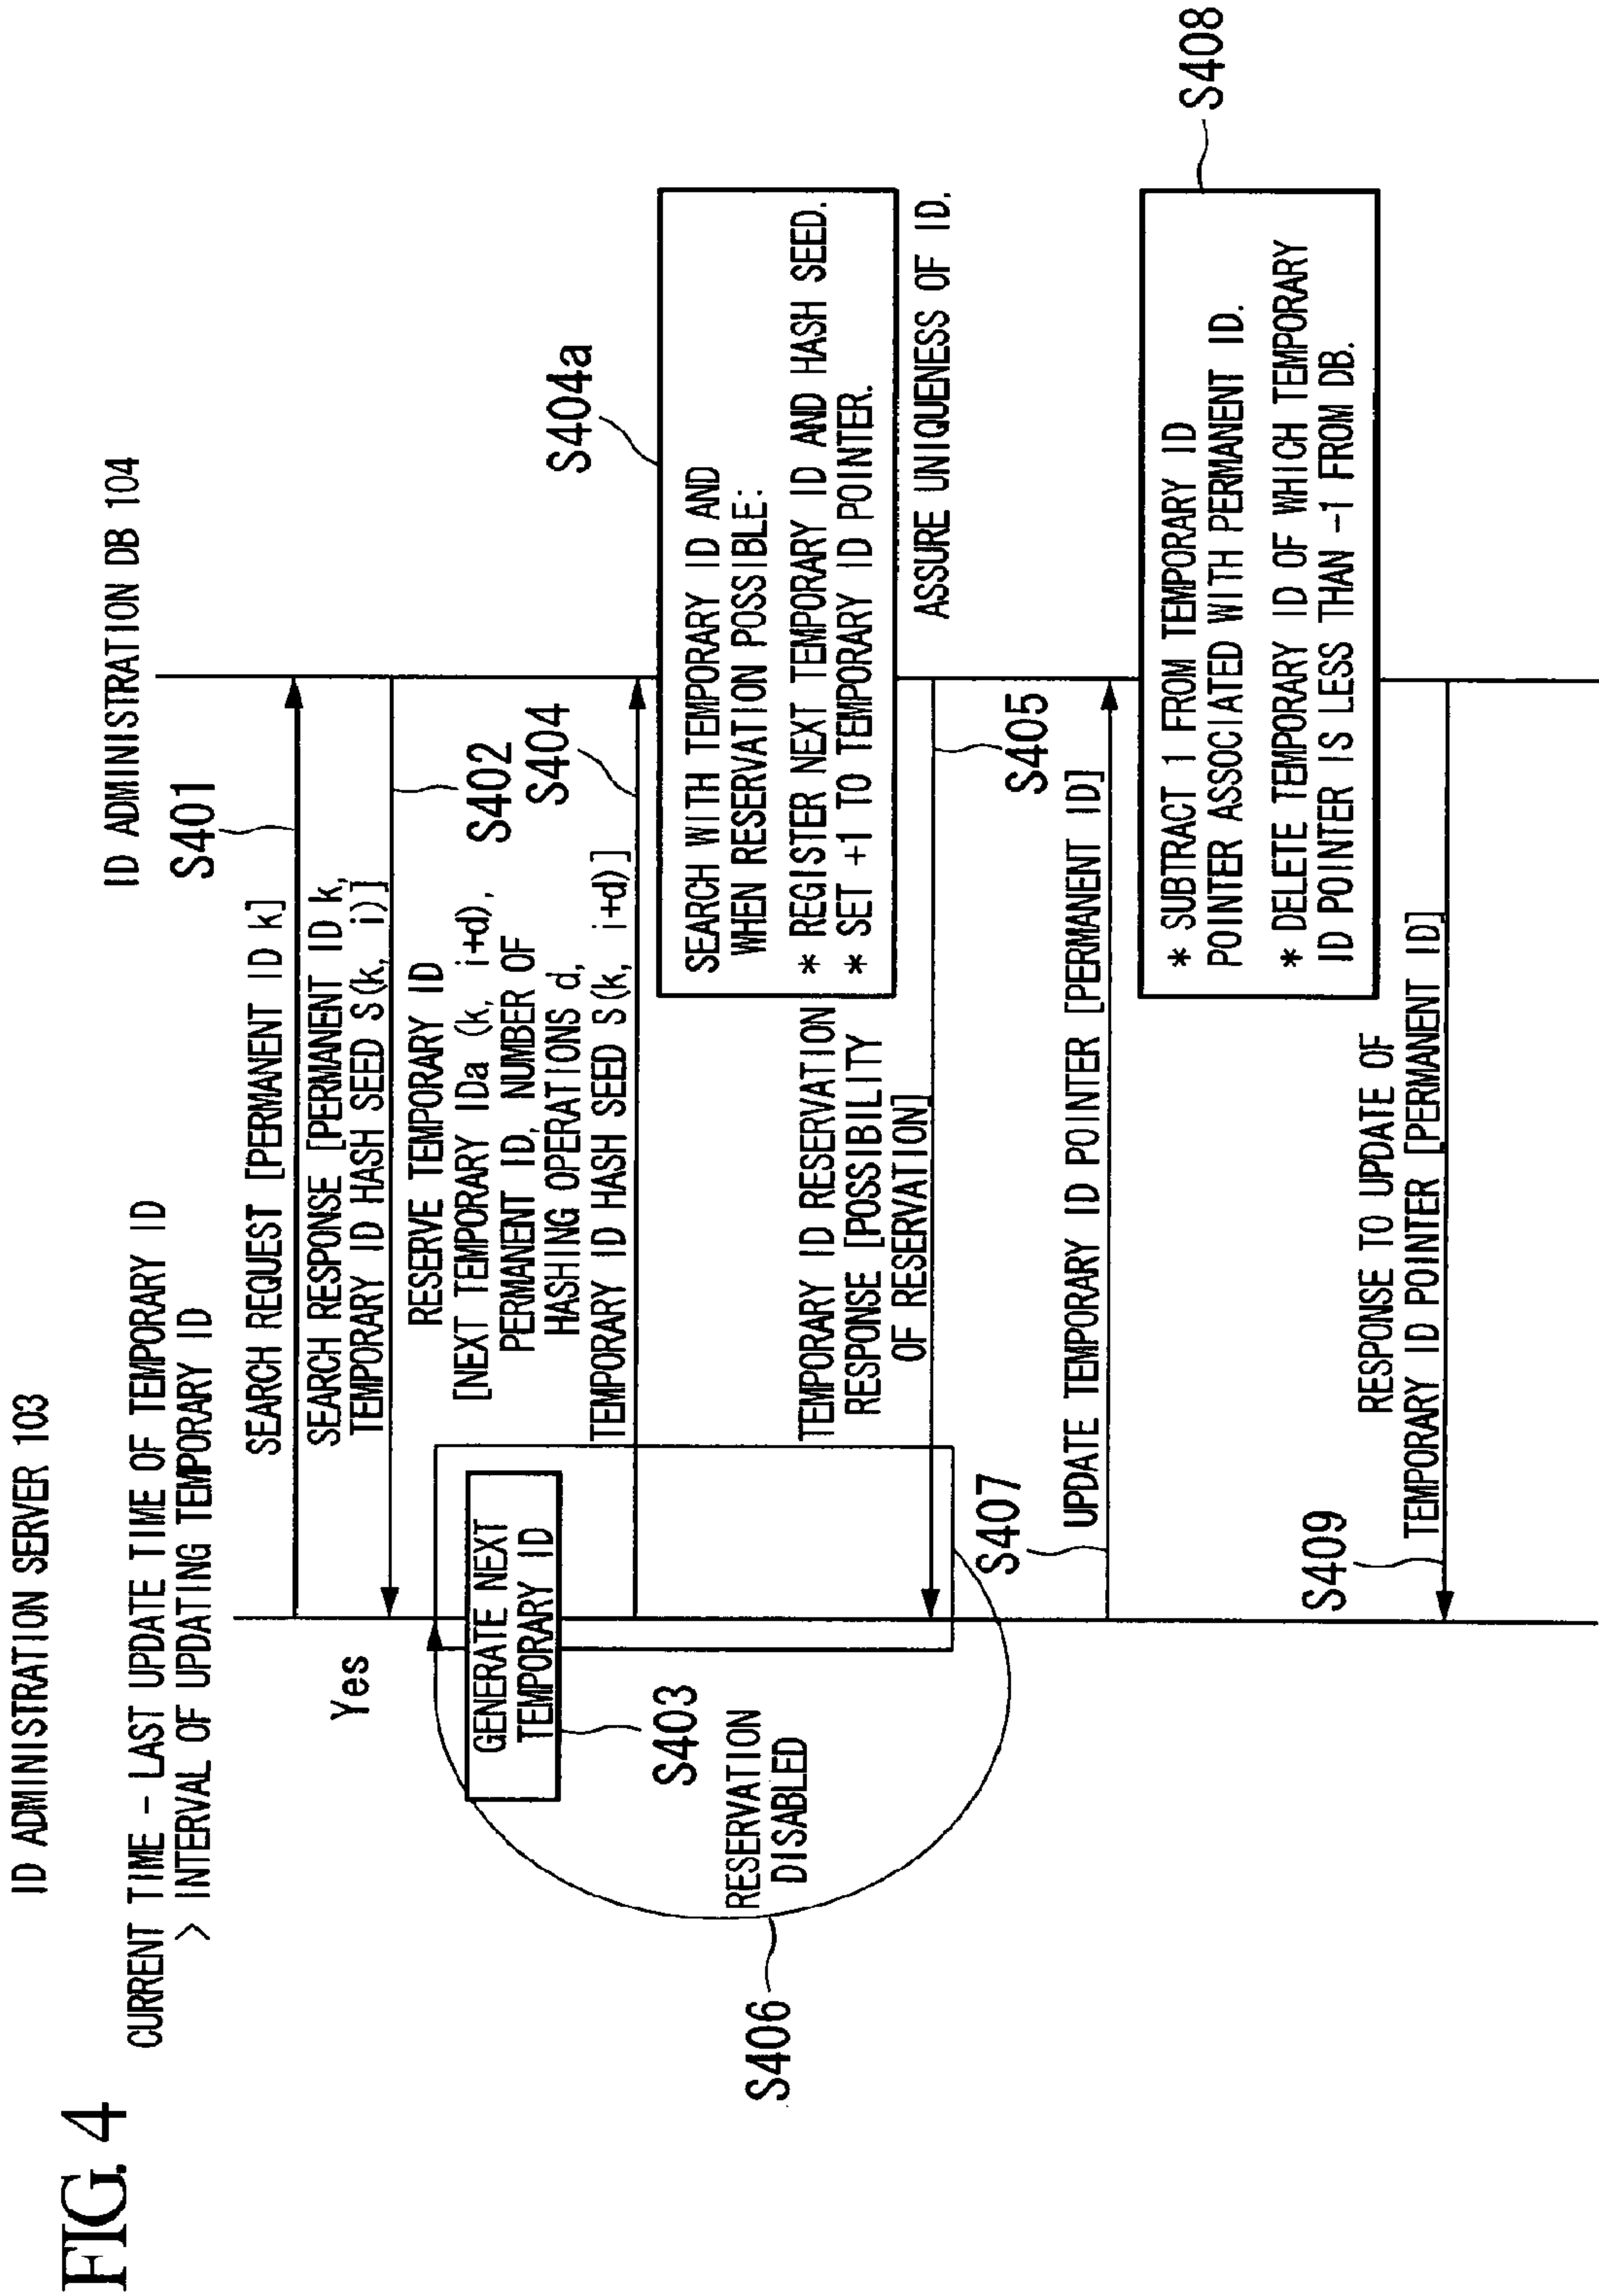 FIG. 4
ID ADMINISTRATION SERVER 103
ID ADMINISTRATION DB 104
CURRENT TIME - LAST UPDATE TIME OF TEMPORARY ID
> INTERVAL OF UPDATING TEMPORARY ID
Yes
S401
SEARCH REQUEST [PERMANENT ID k]
SEARCH RESPONSE [PERMANENT ID k,
TEMPORARY ID HASH SEED S(k, i)]
S402
RESERVE TEMPORARY ID
[NEXT TEMPORARY IDa (k, i+d),
PERMANENT ID, NUMBER OF
HASHING OPERATIONS d,
TEMPORARY ID HASH SEED S(k, i+d)]
S404
GENERATE NEXT
TEMPORARY ID
S403
S404a
SEARCH WITH TEMPORARY ID AND
WHEN RESERVATION POSSIBLE:
* REGISTER NEXT TEMPORARY ID AND HASH SEED.
* SET +1 TO TEMPORARY ID POINTER.
ASSURE UNIQUENESS OF ID.
RESERVATION
DISABLED
S406
TEMPORARY ID RESERVATION
RESPONSE [POSSIBILITY
OF RESERVATION]
S405
S407
UPDATE TEMPORARY ID POINTER [PERMANENT ID]
S408
* SUBTRACT 1 FROM TEMPORARY ID
POINTER ASSOCIATED WITH PERMANENT ID.
* DELETE TEMPORARY ID OF WHICH TEMPORARY
ID POINTER IS LESS THAN -1 FROM DB.
S409
RESPONSE TO UPDATE OF
TEMPORARY ID POINTER [PERMANENT ID]